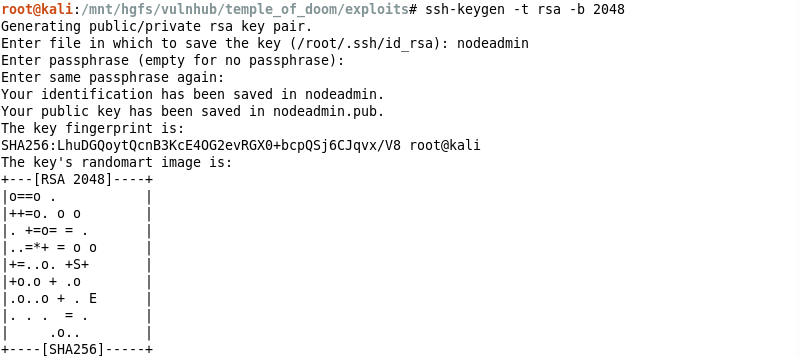 root@kali:/mnt/hgfs/vulnhub/temple_of_doom/exploits# ssh-keygen -t rsa -b 2048
Generating public/private rsa key pair.
Enter file in which to save the key (/root/.ssh/id_rsa): nodeadmin
Enter passphrase (empty for no passphrase):
Enter same passphrase again:
Your identification has been saved in nodeadmin.
Your public key has been saved in nodeadmin.pub.
The key fingerprint is:
SHA256:LhuDGQoytQcnB3KcE4OG2evRGX0+bcpQSj6CJqvx/V8 root@kali
The key's randomart image is:
+---[RSA 2048]----+
|o==o .           |
|++=o. o o        |
|. +=o= = .       |
|..=*+ = o o      |
|+=..o. +S+       |
|+o.o + .o        |
|.o..o + . E      |
|. . .  = .       |
|     .o..        |
+----[SHA256]-----+